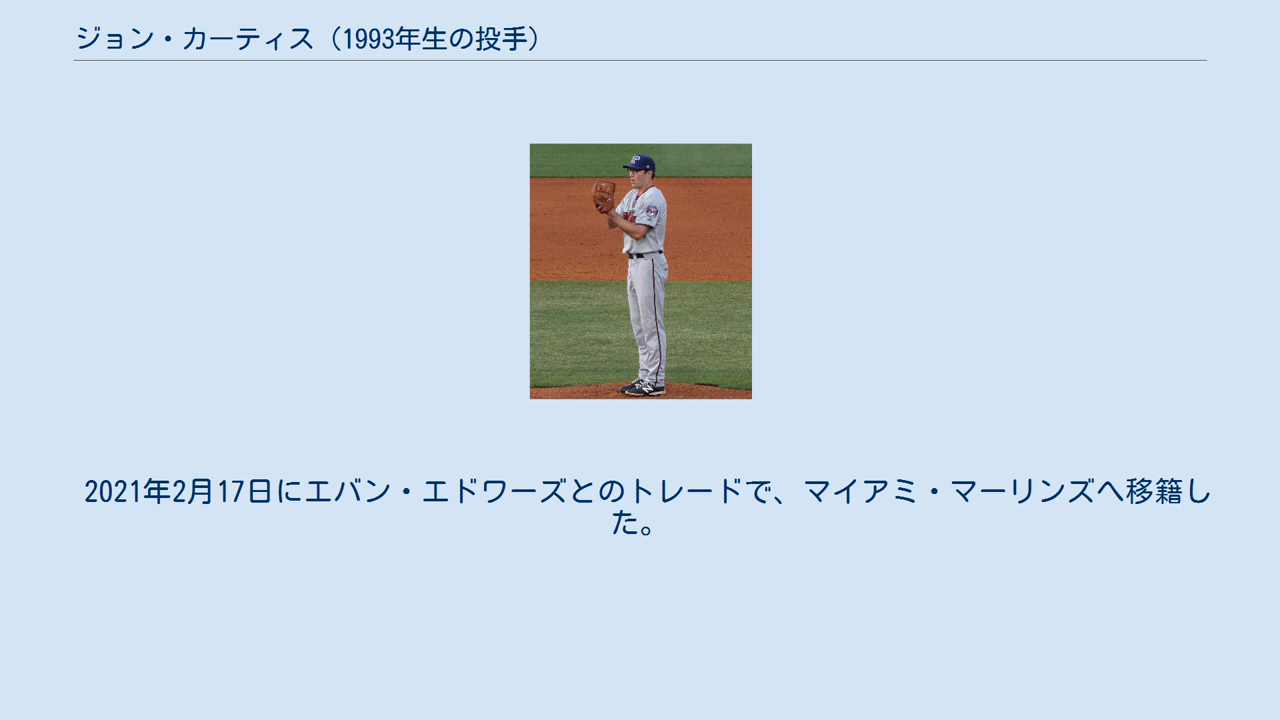 ジョン・カーティス（1993年生の投手）
2021年2月17日にエバン・エドワーズとのトレードで、マイアミ・マーリンズへ移籍し
た。